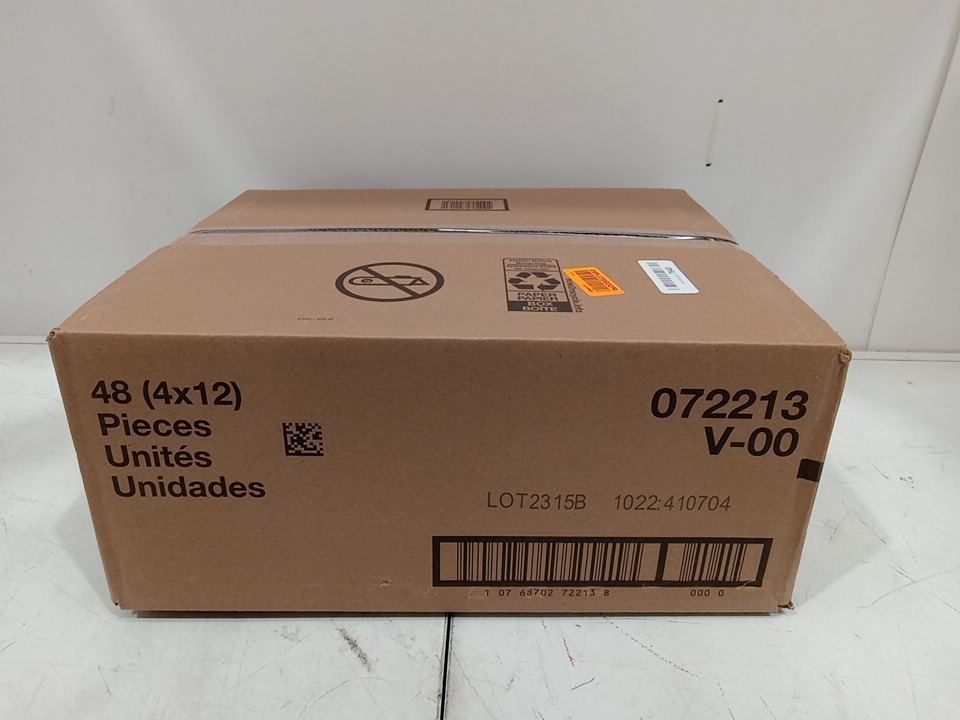 PAPER
PAPIER
BOX
BOITE
48 (4x12)
Pieces
Unités
Unidades
072213
V-00
LOT2315B 1022:410704
1 07 68702 72213 8 000 0